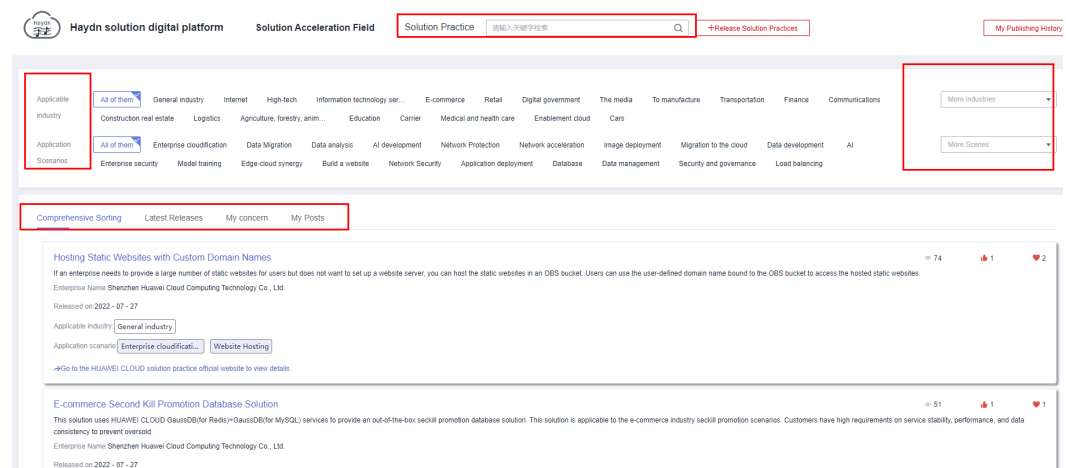 Haydn
Haydn solution digital platform Solution Acceleration Field Solution Practice 请输入关键字检索 +Release Solution Practices My Publishing History
Applicable industry All of them General industry Internet High-tech Information technology ser... E-commerce Retail Digital government The media To manufacture Transportation Finance Communications More industries
Construction real estate Logistics Agriculture, forestry, anim... Education Carrier Medical and health care Enablement cloud Cars
Application Scenarios All of them Enterprise cloudification Data Migration Data analysis AI development Network Protection Network acceleration Image deployment Migration to the cloud Data development AI More Scenes
Enterprise security Model training Edge-cloud synergy Build a website Network Security Application deployment Database Data management Security and governance Load balancing
Comprehensive Sorting Latest Releases My concern My Posts
Hosting Static Websites with Custom Domain Names 74 1 2
If an enterprise needs to provide a large number of static websites for users but does not want to set up a website server, you can host the static websites in an OBS bucket. Users can use the user-defined domain name bound to the OBS bucket to access the hosted static websites.
Enterprise Name:Shenzhen Huawei Cloud Computing Technology Co., Ltd.
Released on:2022 - 07 - 27
Applicable industry: General industry
Application scenario: Enterprise cloudificati... Website Hosting
Go to the HUAWEI CLOUD solution practice official website to view details.
E-commerce Second Kill Promotion Database Solution 51 1 1
This solution uses HUAWEI CLOUD GaussDB(for Redis)+GaussDB(for MySQL) services to provide an out-of-the-box seckill promotion database solution. This solution is applicable to the e-commerce industry seckill promotion scenarios. Customers have high requirements on service stability, performance, and data
consistency to prevent oversold.
Enterprise Name:Shenzhen Huawei Cloud Computing Technology Co., Ltd.
Released on:2022 - 07 - 27